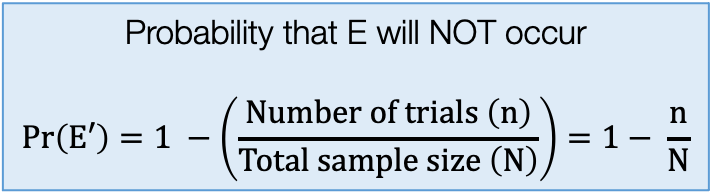 Probability that E will NOT occur
Pr(E′) = 1 − (Number of trials (n) / Total sample size (N)) = 1 − n/N